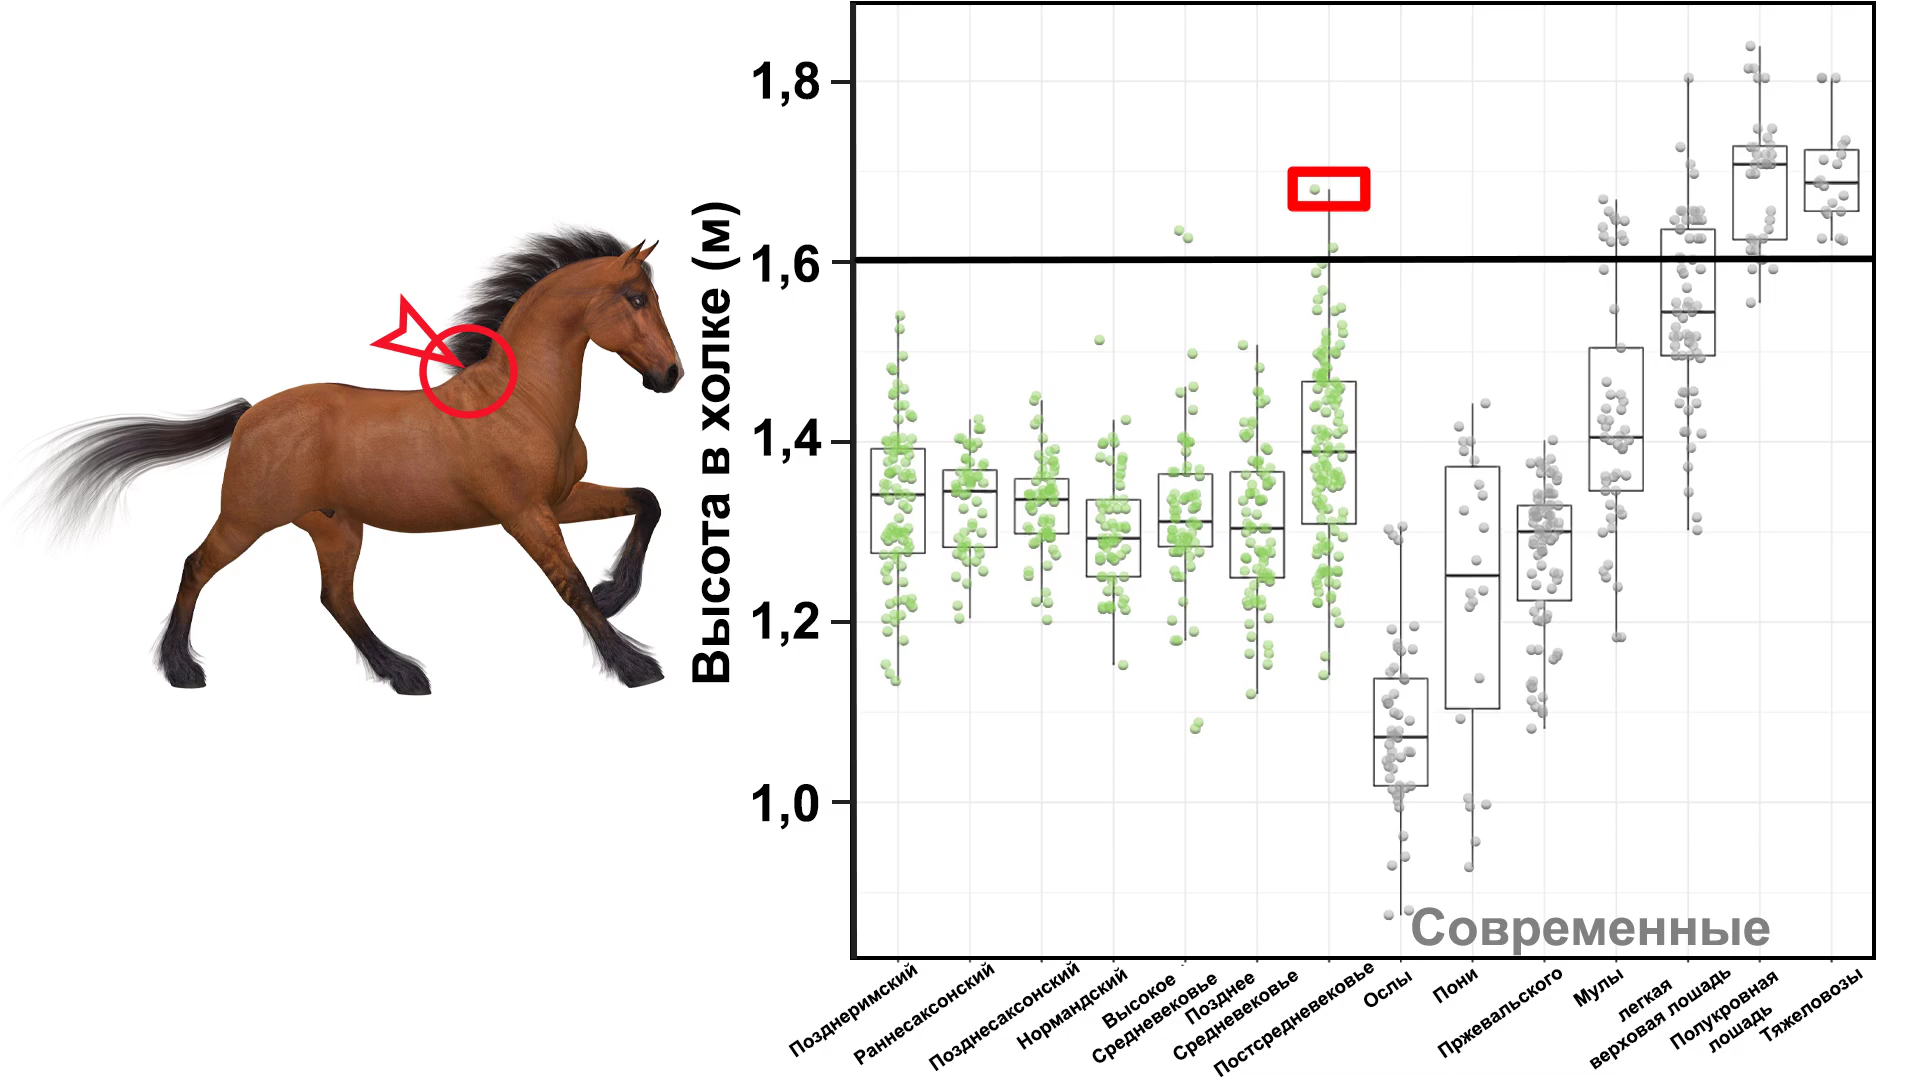 Высота в холке (м)
1,8
1,6
1,4
1,2
1,0
Современные
Позднеримский
Раннесаксонский
Позднесаксонский
Нормандский
Высокое
Средневековье
Позднее
Средневековье
Постсредневековье
Ослы
Пони
Пржевальского
Мулы
легкая
верховая лошадь
Полукровная
лошадь
Тяжеловозы